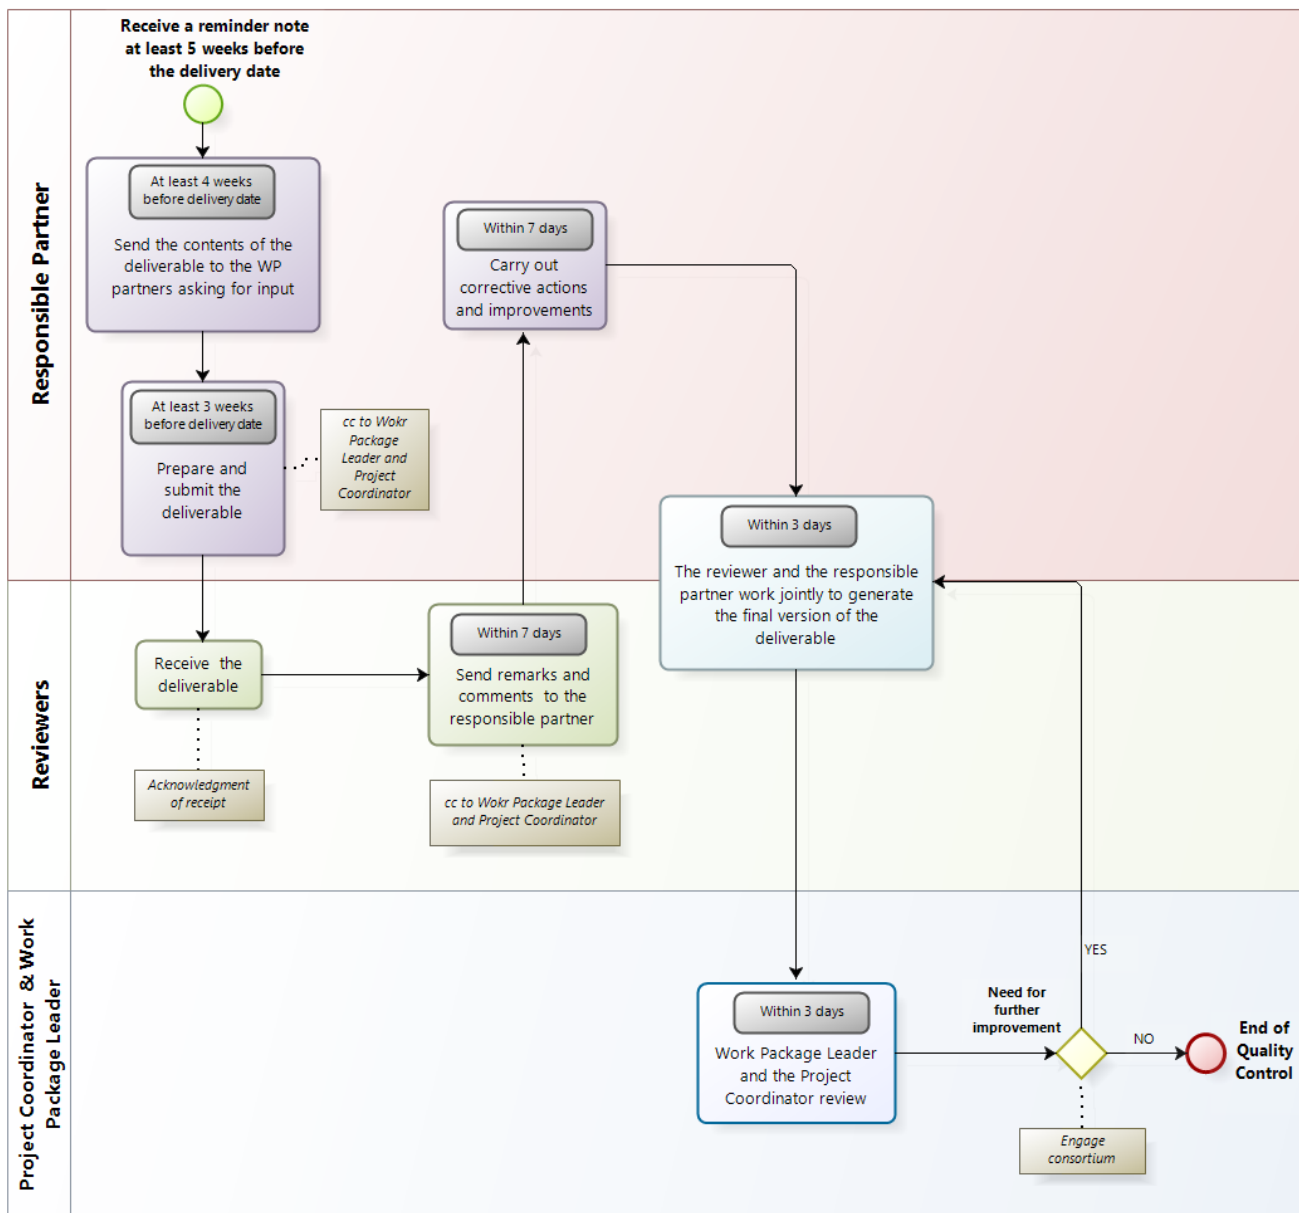 Receive a reminder note
at least 5 weeks before
the delivery date
Responsible Partner
At least 4 weeks
before delivery date
Send the contents of the
deliverable to the WP
partners asking for input
At least 3 weeks
before delivery date
Prepare and
submit the
deliverable
cc to Wokr
Package
Leader and
Project
Coordinator
Within 7 days
Carry out
corrective actions
and improvements
Within 3 days
The reviewer and the responsible
partner work jointly to generate
the final version of the
deliverable
Reviewers
Receive the
deliverable
Acknowledgment
of receipt
Within 7 days
Send remarks and
comments to the
responsible partner
cc to Wokr Package Leader
and Project Coordinator
Project Coordinator & Work
Package Leader
Within 3 days
Work Package Leader
and the Project
Coordinator review
Need for
further
improvement
YES
NO
End of
Quality
Control
Engage
consortium